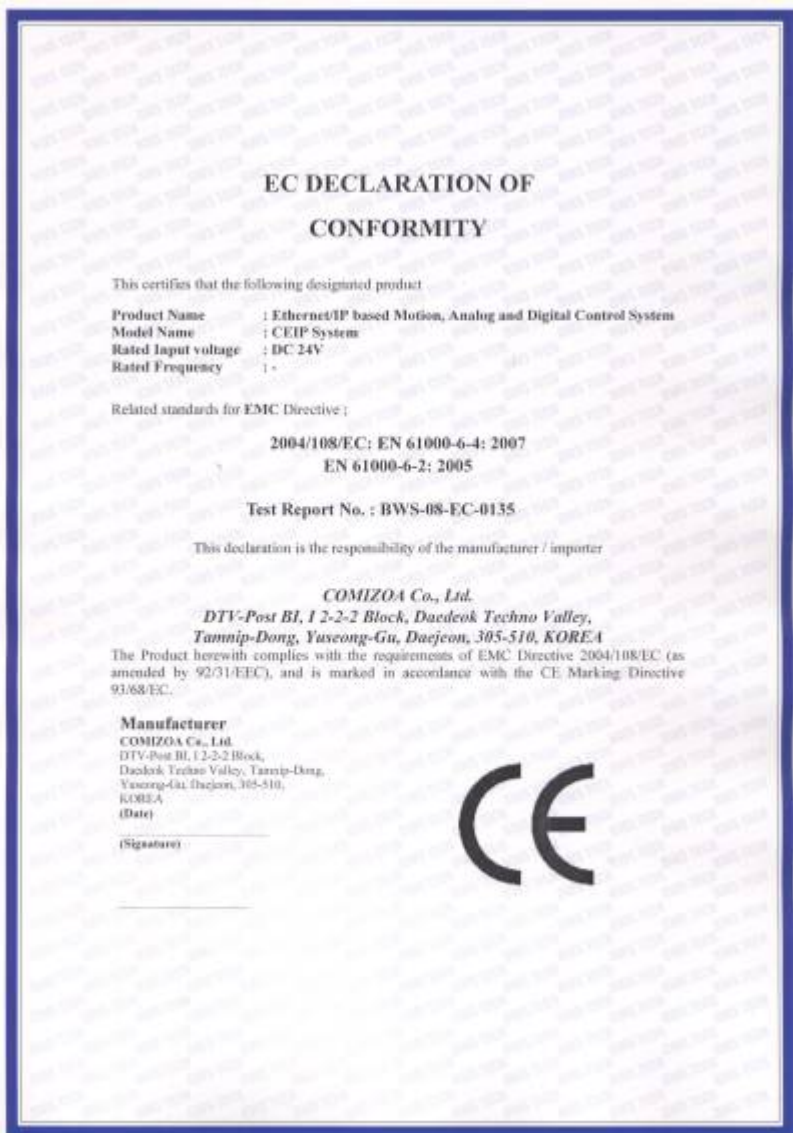 EC DECLARATION OF
CONFORMITY
This certifies that the following designated product
Product Name : Ethernet/IP based Motion, Analog and Digital Control System
Model Name : CEIP System
Rated Input voltage : DC 24V
Rated Frequency : -
Related standards for EMC Directive ;
2004/108/EC: EN 61000-6-4: 2007
EN 61000-6-2: 2005
Test Report No. : BWS-08-EC-0135
This declaration is the responsibility of the manufacturer / importer
COMIZOA Co., Ltd.
DTV-Post BI, I 2-2-2 Block, Daedeok Techno Valley,
Tamnip-Dong, Yuseong-Gu, Daejeon, 305-510, KOREA
The Product herewith complies with the requirements of EMC Directive 2004/108/EC (as
amended by 92/31/EEC), and is marked in accordance with the CE Marking Directive
93/68/EC.
Manufacturer
COMIZOA Co., Ltd.
DTV-Post BI, I 2-2-2 Block,
Daedeok Techno Valley, Tamnip-Dong,
Yuseong-Gu, Daejeon, 305-510,
KOREA
(Date)
(Signature)
CE